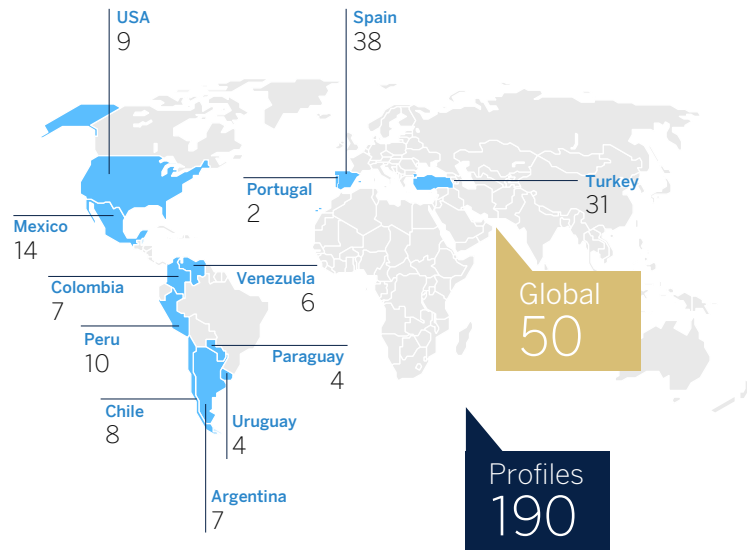 USA
9
Spain
38
Portugal
2
Turkey
31
Mexico
14
Colombia
7
Venezuela
6
Global
50
Peru
10
Paraguay
4
Chile
8
Uruguay
4
Profiles
190
Argentina
7